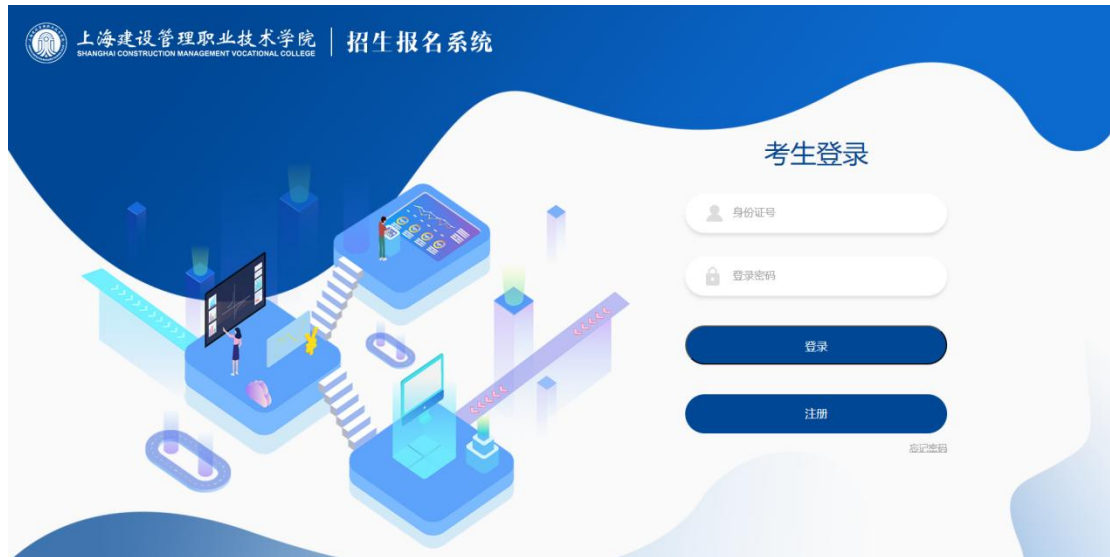 上海建设管理职业技术学院
SHANGHAI CONSTRUCTION MANAGEMENT VOCATIONAL COLLEGE
招生报名系统
考生登录
身份证号
登录密码
登录
注册
忘记密码